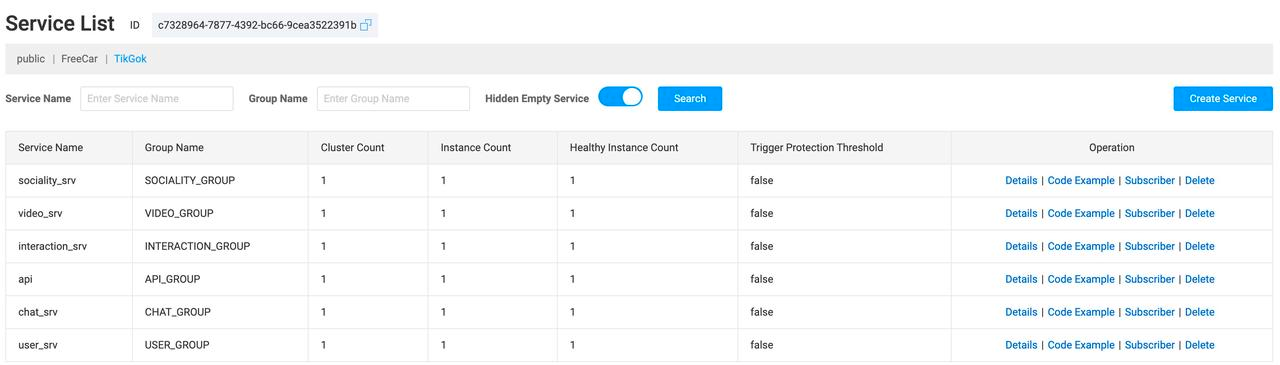 Service List ID c7328964-7877-4392-bc66-9cea3522391b
public | FreeCar | TikGok
Service Name Enter Service Name Group Name Enter Group Name Hidden Empty Service Search Create Service
Service Name Group Name Cluster Count Instance Count Healthy Instance Count Trigger Protection Threshold Operation
sociality_srv SOCIALITY_GROUP 1 1 1 false Details | Code Example | Subscriber | Delete
video_srv VIDEO_GROUP 1 1 1 false Details | Code Example | Subscriber | Delete
interaction_srv INTERACTION_GROUP 1 1 1 false Details | Code Example | Subscriber | Delete
api API_GROUP 1 1 1 false Details | Code Example | Subscriber | Delete
chat_srv CHAT_GROUP 1 1 1 false Details | Code Example | Subscriber | Delete
user_srv USER_GROUP 1 1 1 false Details | Code Example | Subscriber | Delete